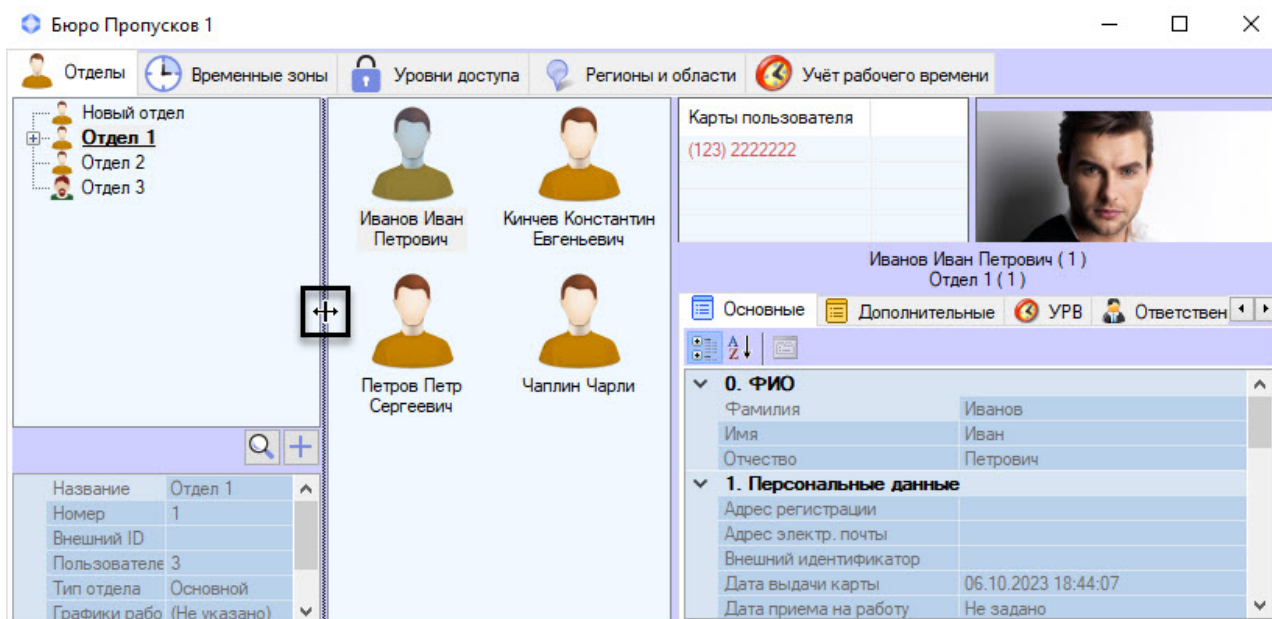 Бюро Пропусков 1
Отделы
Временные зоны
Уровни доступа
Регионы и области
Учёт рабочего времени
Новый отдел
Отдел 1
Отдел 2
Отдел 3
Название Отдел 1
Номер 1
Внешний ID
Пользователе 3
Тип отдела Основной
Графики рабо (Не указано)
Иванов Иван
Петрович
Кинчев Константин
Евгеньевич
Петров Петр
Сергеевич
Чаплин Чарли
Карты пользователя
(123) 2222222
Иванов Иван Петрович ( 1 )
Отдел 1 ( 1 )
Основные
Дополнительные
УРВ
Ответствен
0. ФИО
Фамилия Иванов
Имя Иван
Отчество Петрович
1. Персональные данные
Адрес регистрации
Адрес электр. почты
Внешний идентификатор
Дата выдачи карты 06.10.2023 18:44:07
Дата приема на работу Не задано